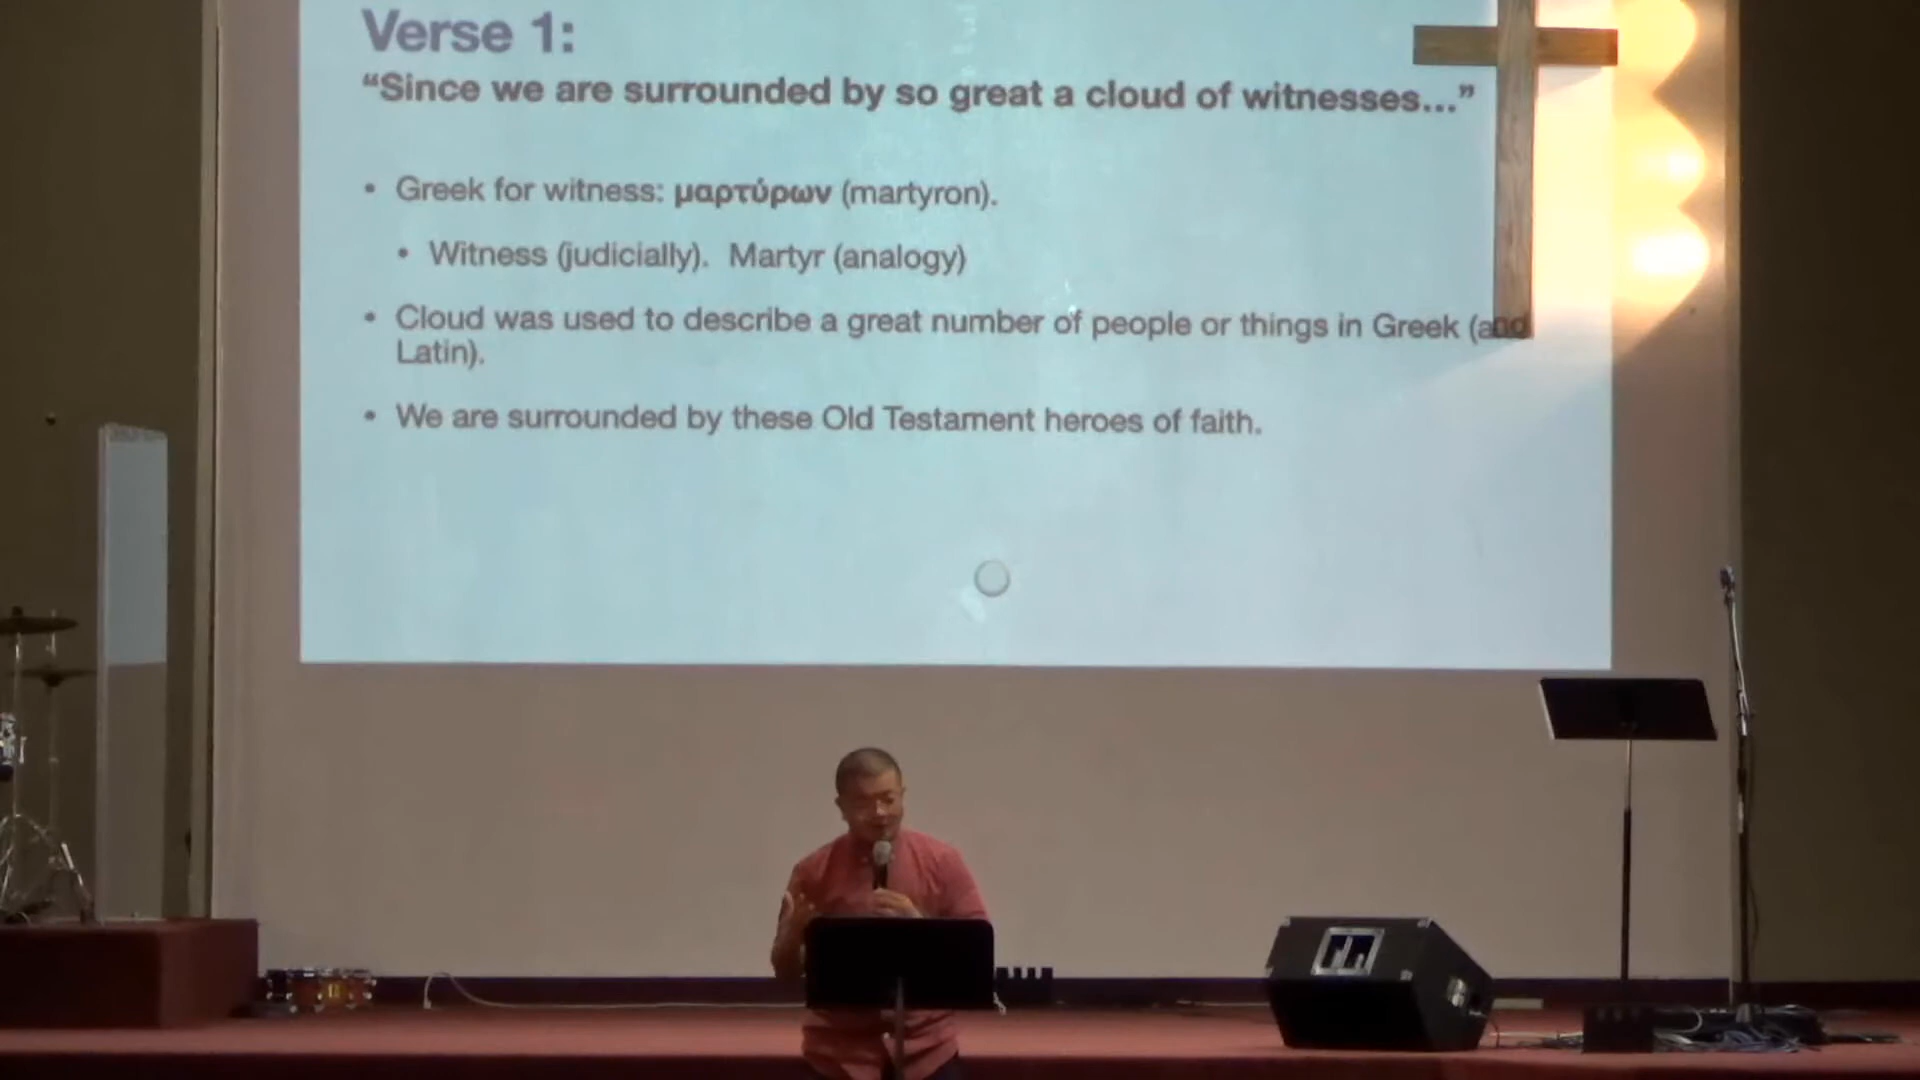 Verse 1:
“Since we are surrounded by so great a cloud of witnesses...”
• Greek for witness: μαρτύρων (martyron).
• Witness (judicially). Martyr (analogy)
• Cloud was used to describe a great number of people or things in Greek (and
Latin).
• We are surrounded by these Old Testament heroes of faith.